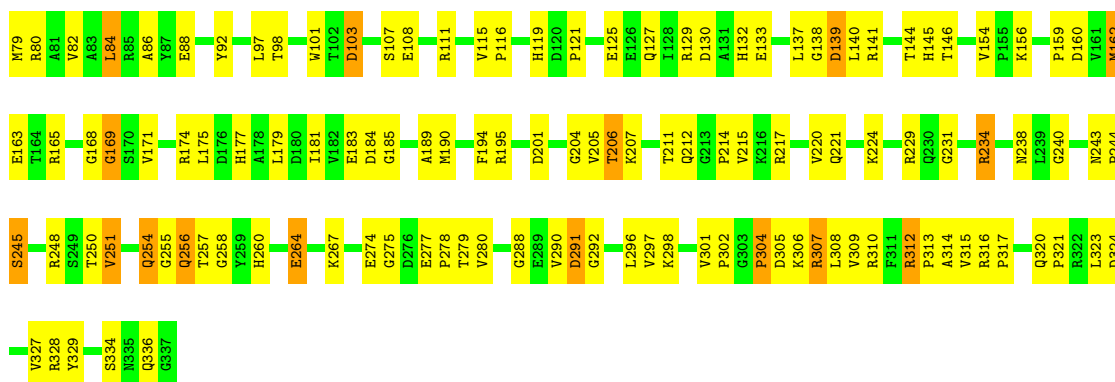 M79 R80 A81 V82 A83 L84 R85 A86 Y87 E88 Y92 L97 T98 W101 T102 D103 S107 E108 R111 V115 P116 H119 D120 P121 E125 E126 Q127 I128 R129 D130 A131 H132 E133 L137 G138 D139 L140 R141 T144 H145 T146 V154 P155 K156 P159 D160 V161 M162
E163 T164 R165 G168 G169 S170 V171 R174 L175 D176 H177 A178 L179 D180 I181 V182 E183 D184 G185 A189 M190 F194 R195 D201 G204 V205 T206 K207 T211 Q212 G213 P214 V215 K216 R217 V220 Q221 K224 R229 Q230 G231 R234 N238 L239 G240 N243
S245 R248 S249 T250 V251 Q254 G255 Q256 T257 G258 Y259 H260 E264 K267 E274 G275 D276 E277 P278 T279 V280 G288 E289 V290 D291 G292 L296 V297 K298 V301 P302 G303 P304 D305 K306 R307 L308 V309 R310 F311 R312 P313 A314 V315 R316 P317 Q320 P321 R322 L323
V327 R328 Y329 S334 N335 Q336 G337